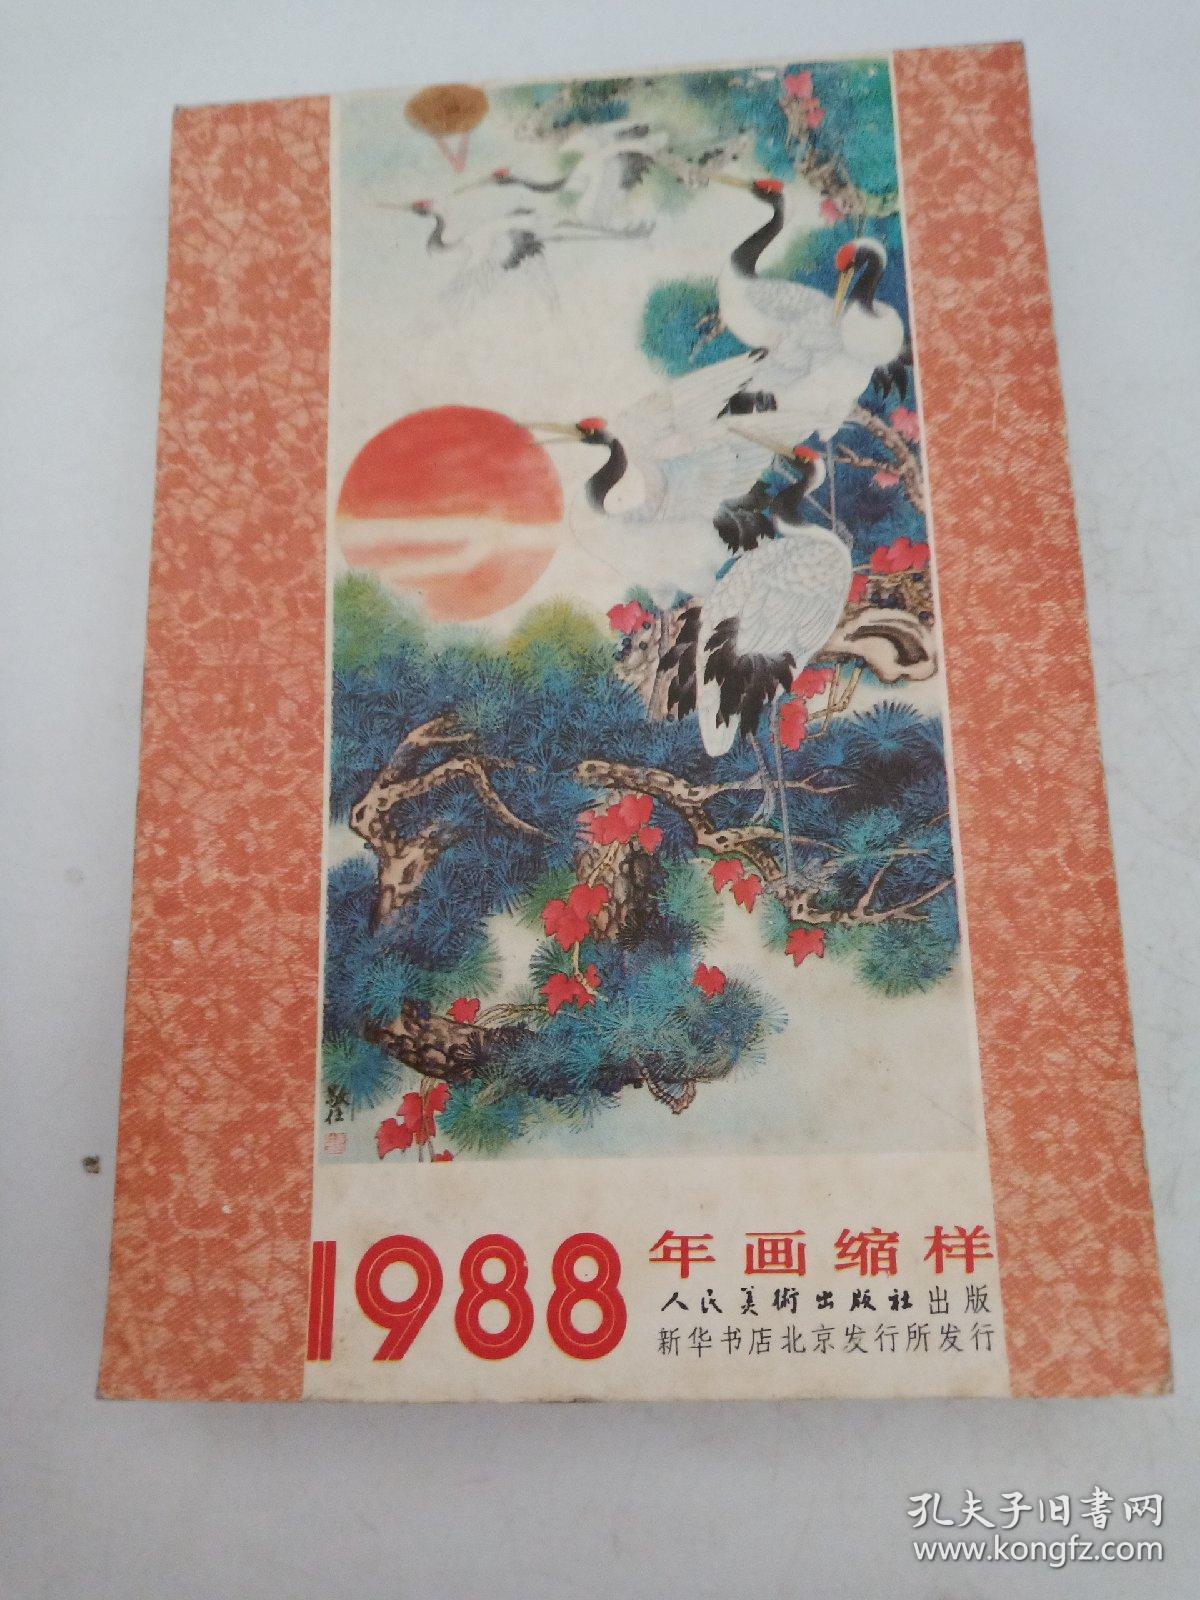 1988 年画缩样
人民美術出版社出版
新华书店北京发行所发行
孔夫子旧书网
www.kongfz.com